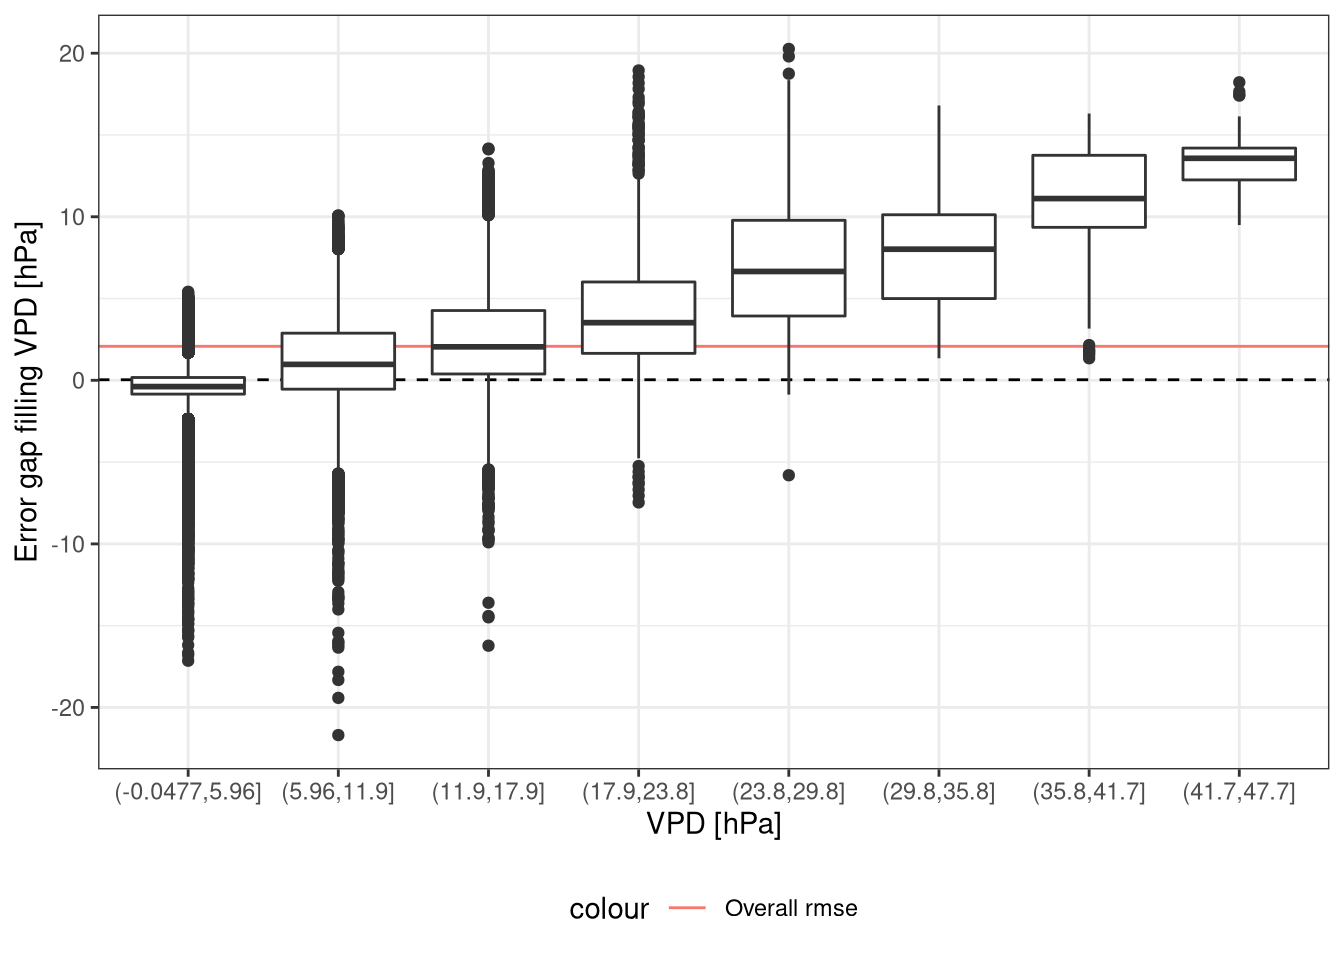 Error gap filling VPD [hPa]
20
10
0
-10
-20
(-0.0477,5.96] (5.96,11.9] (11.9,17.9] (17.9,23.8] (23.8,29.8] (29.8,35.8] (35.8,41.7] (41.7,47.7]
VPD [hPa]
colour Overall rmse